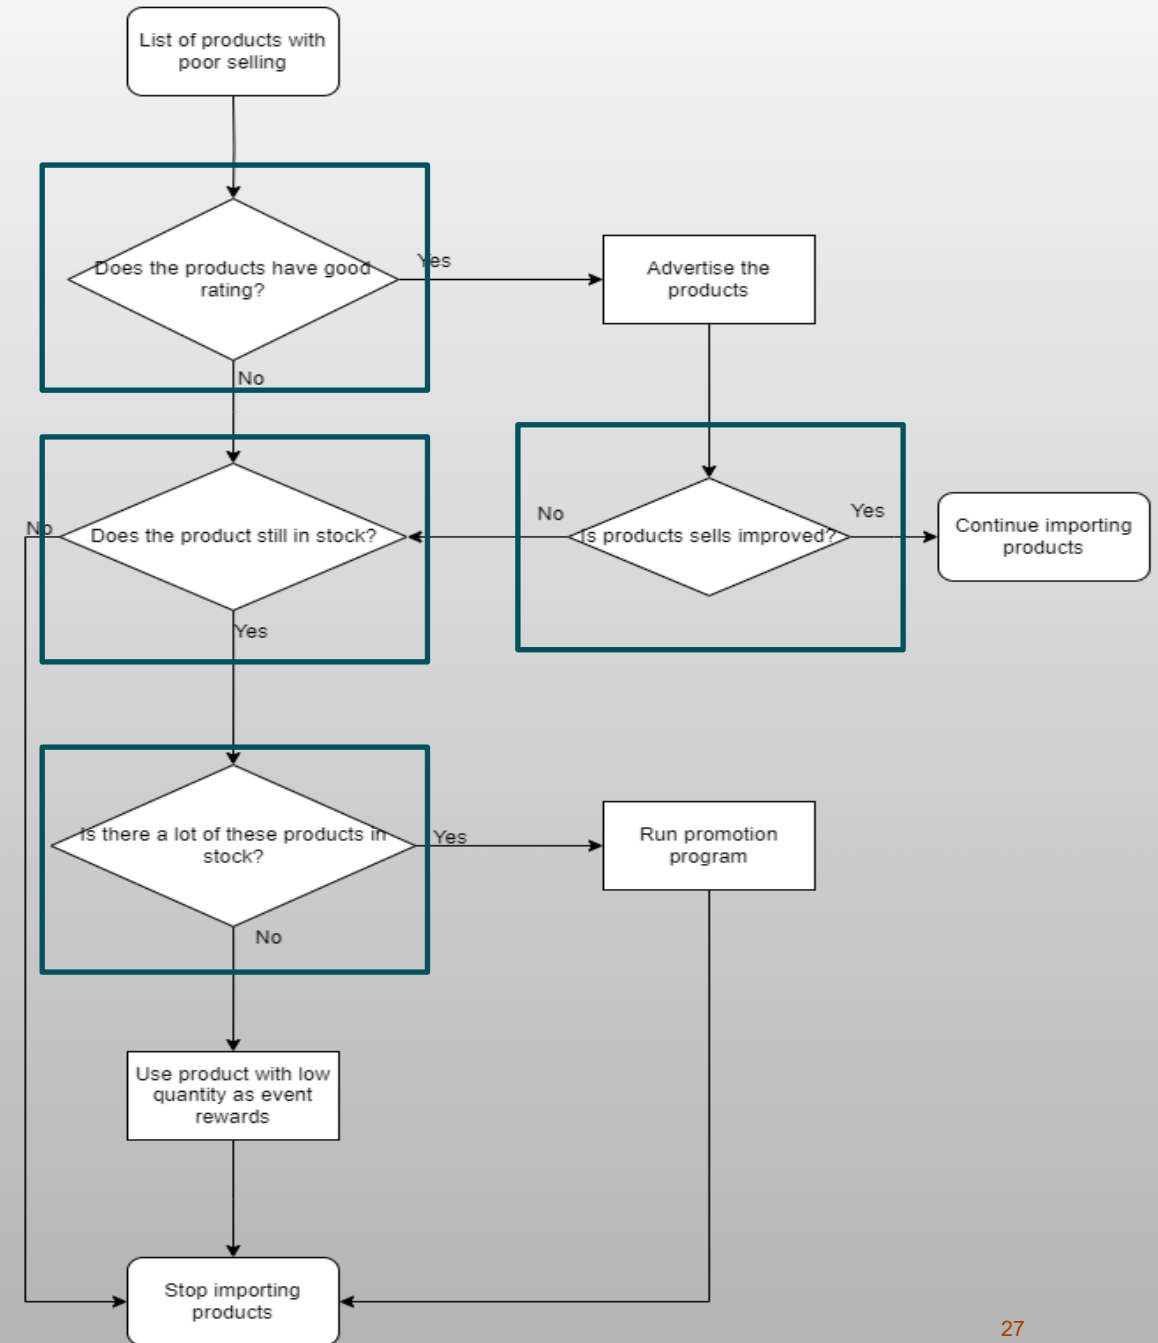 List of products with
poor selling
Does the products have good
rating?
Yes
Advertise the
products
No
No
Does the product still in stock?
No
Is products sells improved?
Yes
Continue importing
products
Yes
Is there a lot of these products in
stock?
Yes
Run promotion
program
No
Use product with low
quantity as event
rewards
Stop importing
products
27